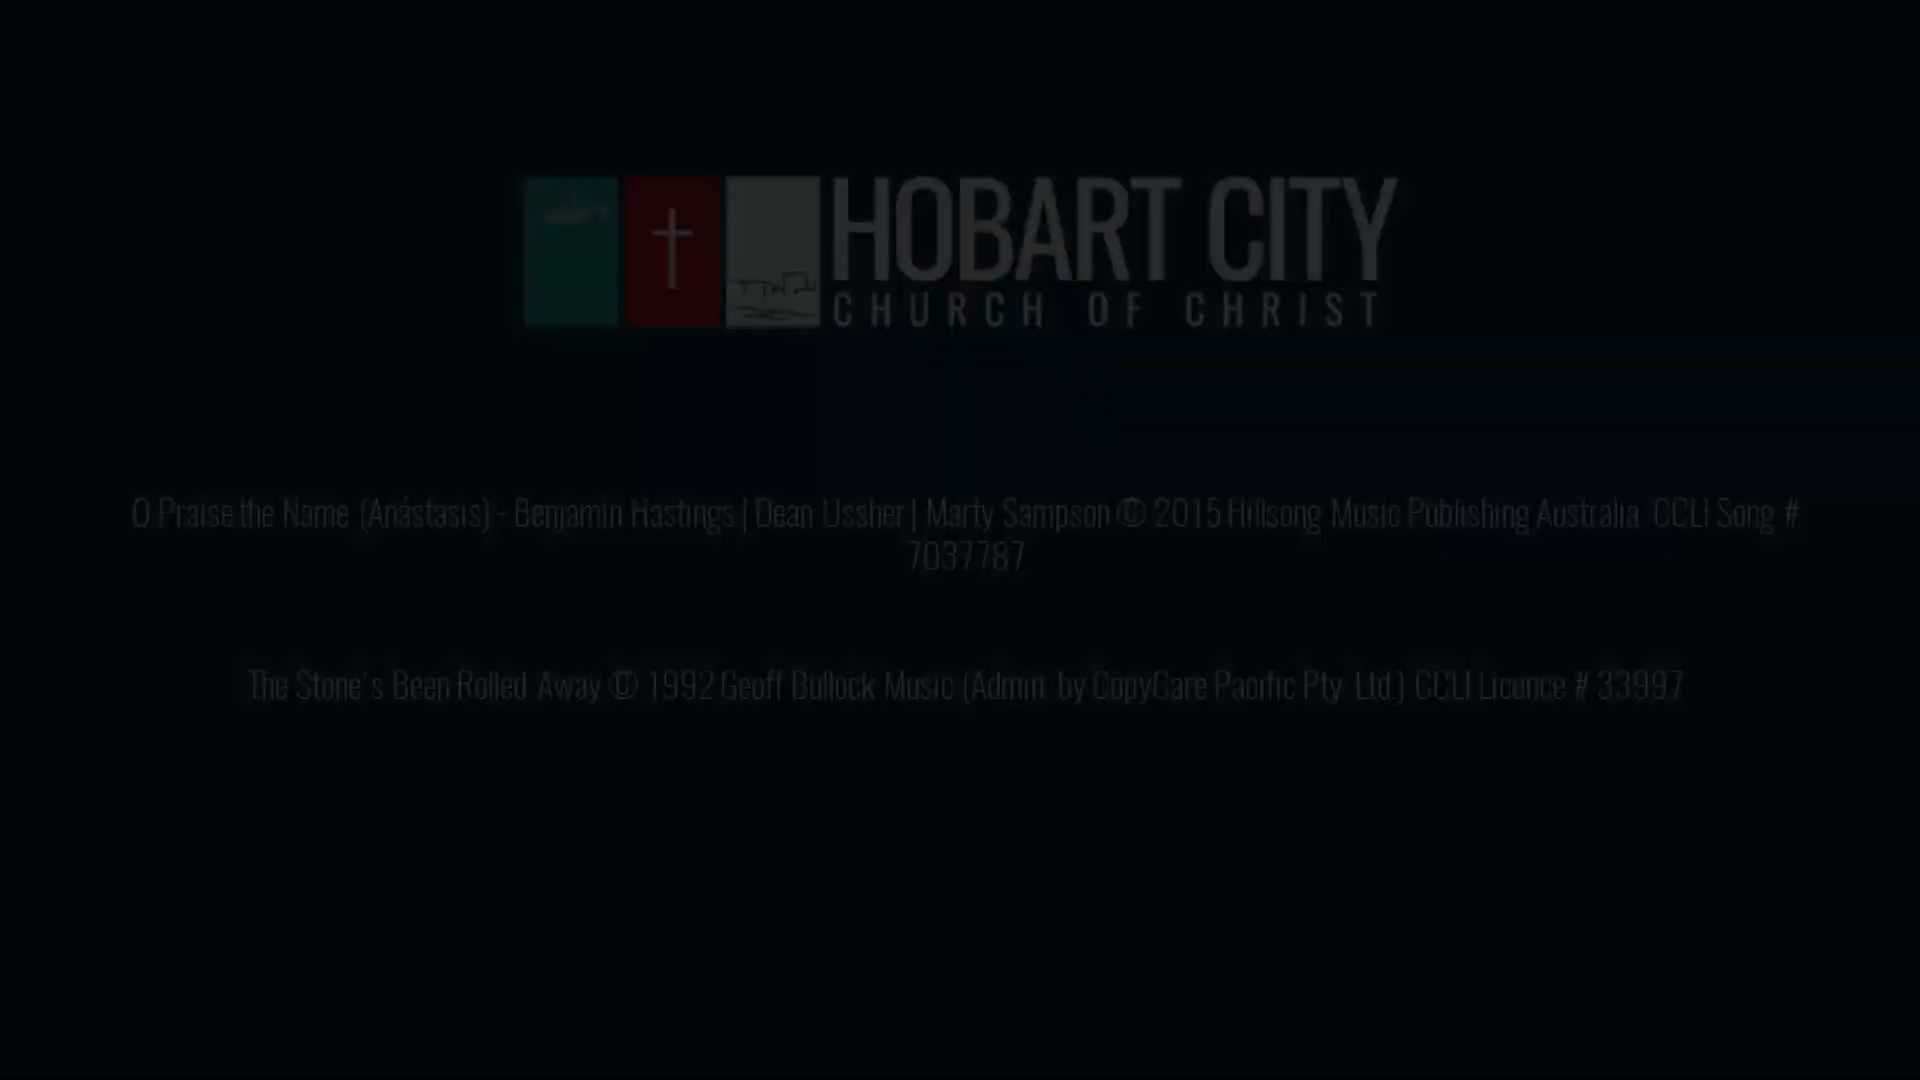 HOBART CITY
CHURCH OF CHRIST
O Praise the Name (Anástasis) - Benjamin Hastings | Dean Ussher | Marty Sampson © 2015 Hillsong Music Publishing Australia. CCLI Song #
7037787
The Stone's Been Rolled Away © 1992 Geoff Bullock Music (Admin. by CopyCare Pacific Pty. Ltd.) CCLI Licence # 33997